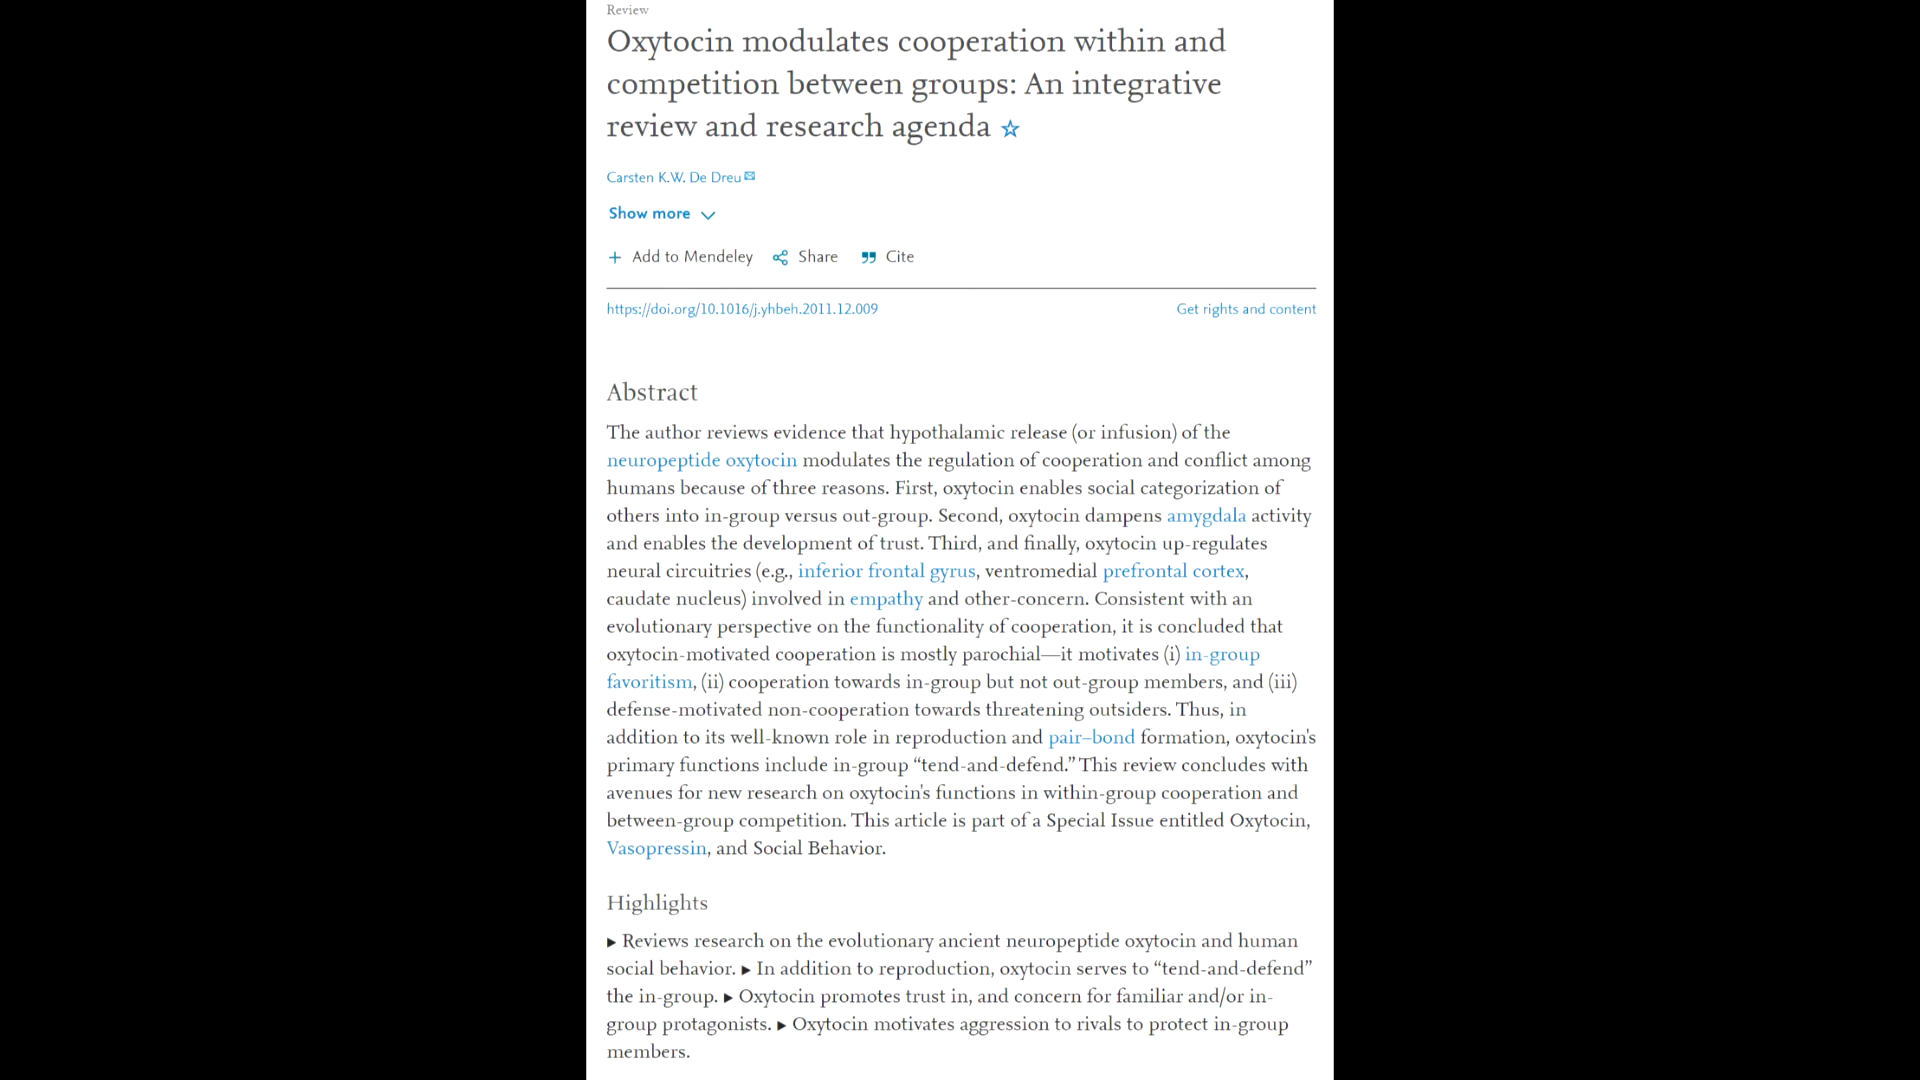 Review
Oxytocin modulates cooperation within and
competition between groups: An integrative
review and research agenda ☆
Carsten K.W. De Dreu
Show more
+ Add to Mendeley Share Cite
https://doi.org/10.1016/j.yhbeh.2011.12.009 Get rights and content
Abstract
The author reviews evidence that hypothalamic release (or infusion) of the
neuropeptide oxytocin modulates the regulation of cooperation and conflict among
humans because of three reasons. First, oxytocin enables social categorization of
others into in-group versus out-group. Second, oxytocin dampens amygdala activity
and enables the development of trust. Third, and finally, oxytocin up-regulates
neural circuitries (e.g., inferior frontal gyrus, ventromedial prefrontal cortex,
caudate nucleus) involved in empathy and other-concern. Consistent with an
evolutionary perspective on the functionality of cooperation, it is concluded that
oxytocin-motivated cooperation is mostly parochial—it motivates (i) in-group
favoritism, (ii) cooperation towards in-group but not out-group members, and (iii)
defense-motivated non-cooperation towards threatening outsiders. Thus, in
addition to its well-known role in reproduction and pair–bond formation, oxytocin's
primary functions include in-group “tend-and-defend.” This review concludes with
avenues for new research on oxytocin's functions in within-group cooperation and
between-group competition. This article is part of a Special Issue entitled Oxytocin,
Vasopressin, and Social Behavior.
Highlights
▶ Reviews research on the evolutionary ancient neuropeptide oxytocin and human
social behavior. ▶ In addition to reproduction, oxytocin serves to “tend-and-defend”
the in-group. ▶ Oxytocin promotes trust in, and concern for familiar and/or in-
group protagonists. ▶ Oxytocin motivates aggression to rivals to protect in-group
members.